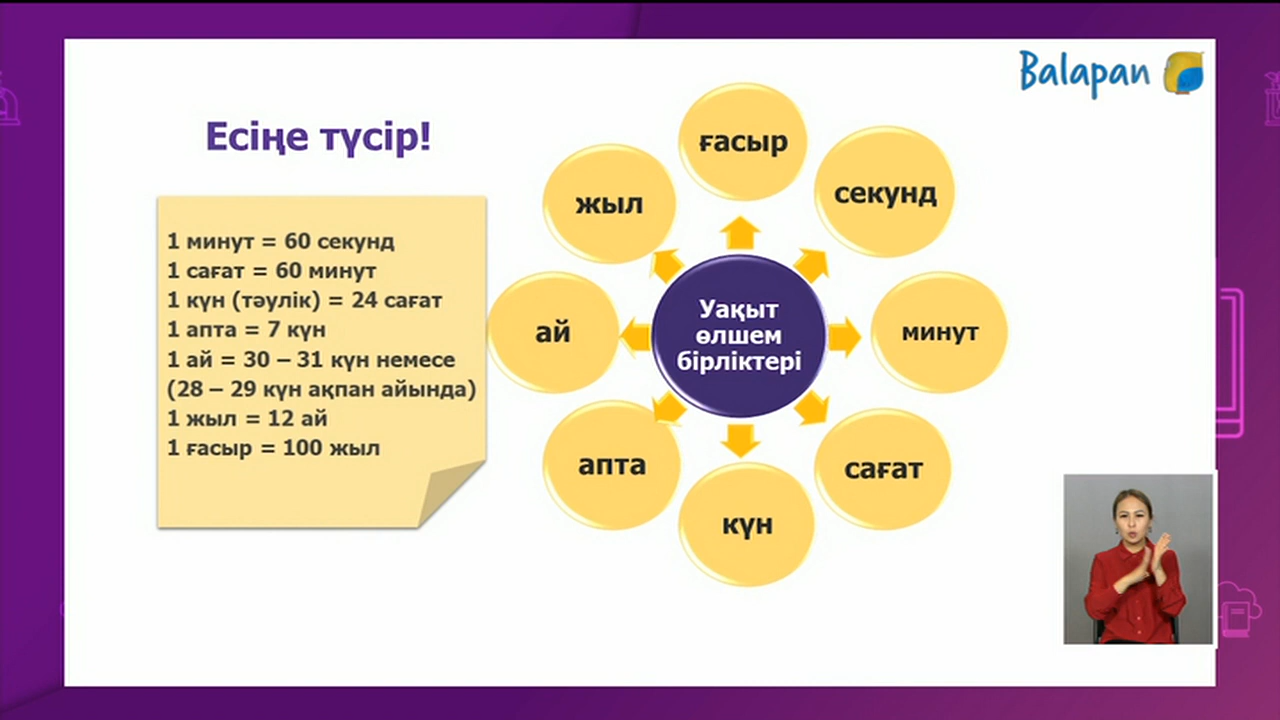 Balapan
Есіңе түсір!
1 минут = 60 секунд
1 сағат = 60 минут
1 күн (тәулік) = 24 сағат
1 апта = 7 күн
1 ай = 30 – 31 күн немесе
(28 – 29 күн ақпан айында)
1 жыл = 12 ай
1 ғасыр = 100 жыл
Уақыт
өлшем
бірліктері
ғасыр
секунд
минут
сағат
күн
апта
ай
жыл